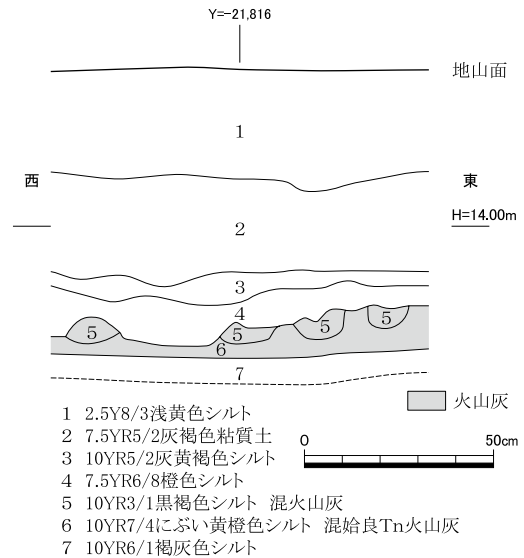 Y=-21,816
地山面
1
西
東
H=14.00m
2
3
4
5
5
5
5
6
7
火山灰
1 2.5Y8/3浅黄色シルト
2 7.5YR5/2灰褐色粘質土
3 10YR5/2灰黄褐色シルト
4 7.5YR6/8橙色シルト
5 10YR3/1黒褐色シルト 混火山灰
6 10YR7/4にぶい黄橙色シルト 混姶良Tn火山灰
7 10YR6/1褐灰色シルト
0
50cm